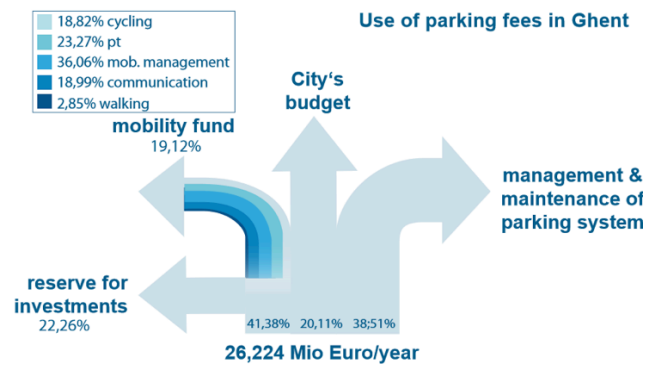 Use of parking fees in Ghent
18,82% cycling
23,27% pt
36,06% mob. management
18,99% communication
2,85% walking
mobility fund
19,12%
City's
budget
management &
maintenance of
parking system
reserve for
investments
22,26%
41,38% 20,11% 38;51%
26,224 Mio Euro/year